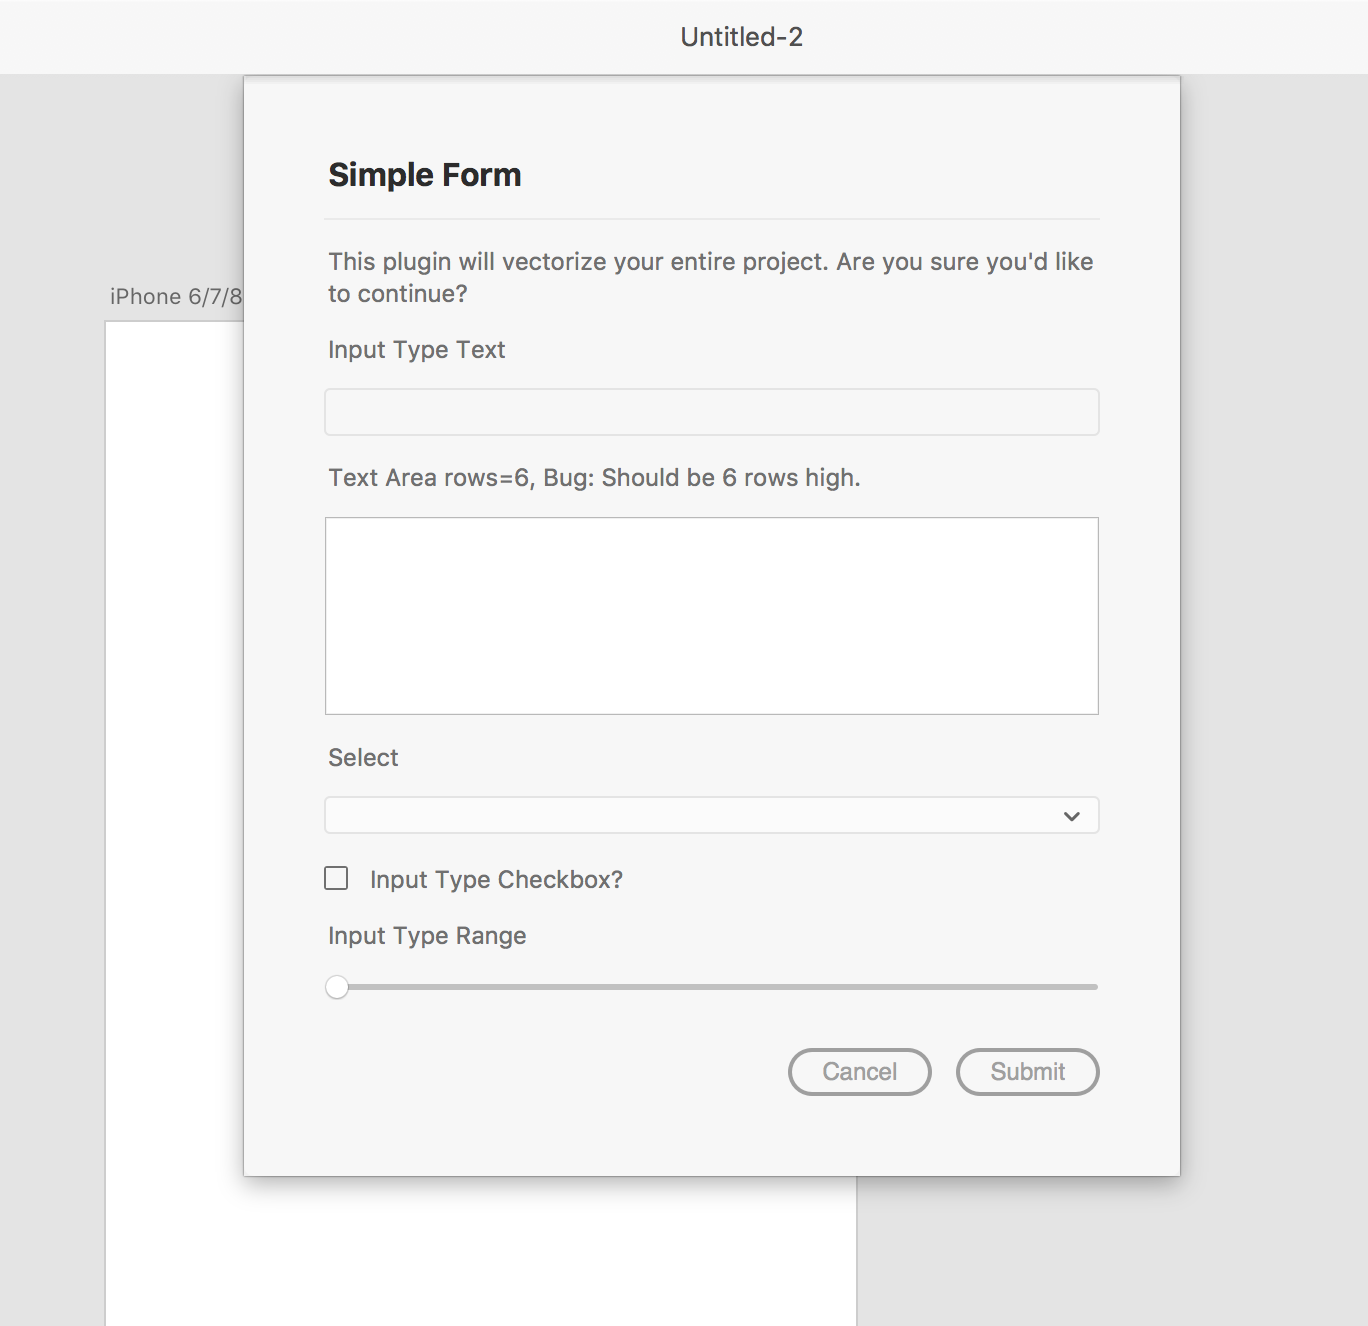 Untitled-2
iPhone 6/7/8
Simple Form
This plugin will vectorize your entire project. Are you sure you'd like
to continue?
Input Type Text
Text Area rows=6, Bug: Should be 6 rows high.
Select
Input Type Checkbox?
Input Type Range
Cancel
Submit